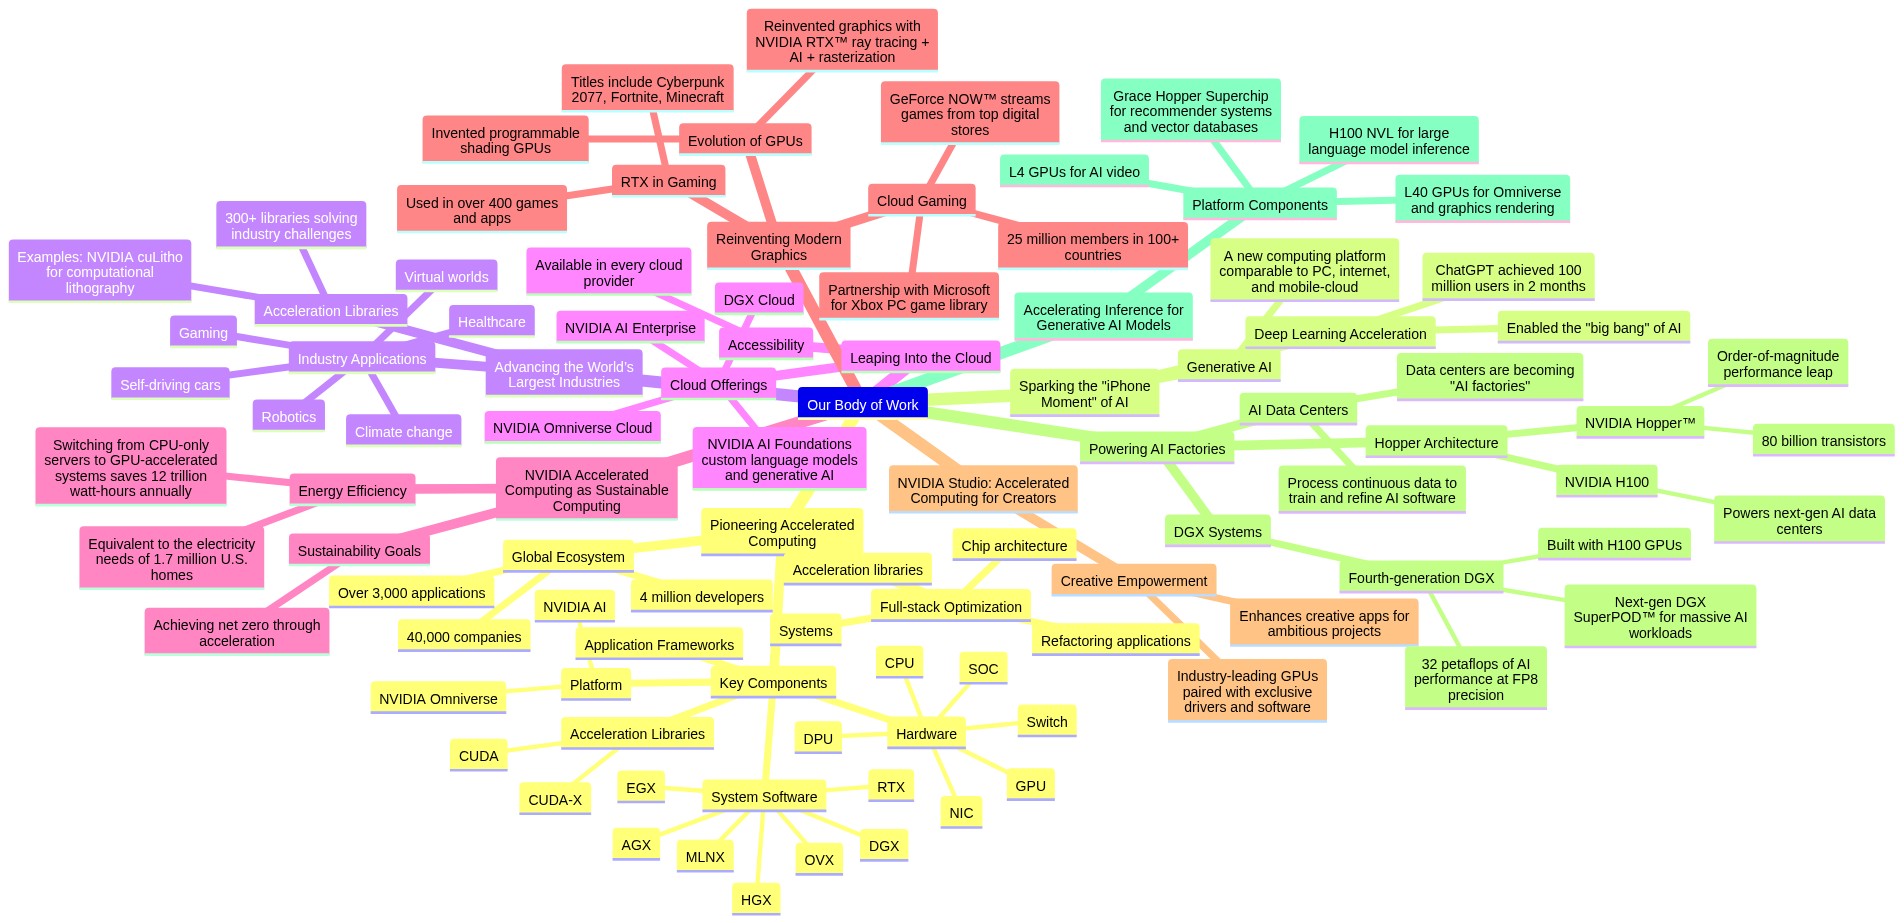 Reinvented graphics with
NVIDIA RTX™ ray tracing +
AI + rasterization
Titles include Cyberpunk
2077, Fortnite, Minecraft
GeForce NOW™ streams
games from top digital
stores
Grace Hopper Superchip
for recommender systems
and vector databases
Invented programmable
shading GPUs
Evolution of GPUs
H100 NVL for large
language model inference
L4 GPUs for AI video
RTX in Gaming
Used in over 400 games
and apps
Cloud Gaming
Platform Components
L40 GPUs for Omniverse
and graphics rendering
300+ libraries solving
industry challenges
Reinventing Modern
Graphics
25 million members in 100+
countries
Examples: NVIDIA cuLitho
for computational
lithography
Virtual worlds
Available in every cloud
provider
A new computing platform
comparable to PC, internet,
and mobile-cloud
ChatGPT achieved 100
million users in 2 months
DGX Cloud
Partnership with Microsoft
for Xbox PC game library
Acceleration Libraries
Accelerating Inference for
Generative AI Models
Gaming
Healthcare
NVIDIA AI Enterprise
Deep Learning Acceleration
Enabled the "big bang" of AI
Accessibility
Industry Applications
Leaping Into the Cloud
Generative AI
Order-of-magnitude
performance leap
Self-driving cars
Advancing the World's
Largest Industries
Cloud Offerings
Sparking the "iPhone
Moment" of AI
Data centers are becoming
"AI factories"
Our Body of Work
Robotics
Climate change
NVIDIA Omniverse Cloud
AI Data Centers
NVIDIA Hopper™
80 billion transistors
Switching from CPU-only
servers to GPU-accelerated
systems saves 12 trillion
watt-hours annually
NVIDIA AI Foundations
custom language models
and generative AI
Powering AI Factories
Hopper Architecture
Energy Efficiency
NVIDIA Accelerated
Computing as Sustainable
Computing
NVIDIA Studio: Accelerated
Computing for Creators
Process continuous data to
train and refine AI software
NVIDIA H100
Powers next-gen AI data
centers
Equivalent to the electricity
needs of 1.7 million U.S.
homes
Sustainability Goals
Global Ecosystem
Pioneering Accelerated
Computing
Chip architecture
DGX Systems
Built with H100 GPUs
Acceleration libraries
Creative Empowerment
Fourth-generation DGX
Over 3,000 applications
NVIDIA AI
4 million developers
Full-stack Optimization
Enhances creative apps for
ambitious projects
Next-gen DGX
SuperPOD™ for massive AI
workloads
Achieving net zero through
acceleration
40,000 companies
Application Frameworks
Systems
Refactoring applications
CPU
SOC
Industry-leading GPUs
paired with exclusive
drivers and software
32 petaflops of AI
performance at FP8
precision
NVIDIA Omniverse
Platform
Key Components
Acceleration Libraries
DPU
Hardware
Switch
CUDA
CUDA-X
EGX
System Software
RTX
GPU
NIC
AGX
MLNX
OVX
DGX
HGX